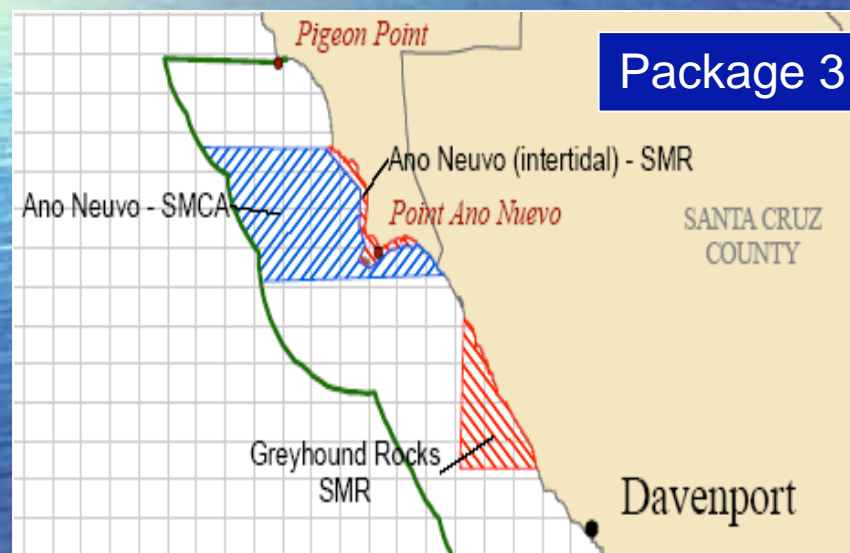 Pigeon Point
Package 3
Ano Neuvo (intertidal) - SMR
Ano Neuvo - SMCA
Point Ano Nuevo
SANTA CRUZ
COUNTY
Greyhound Rocks
SMR
Davenport